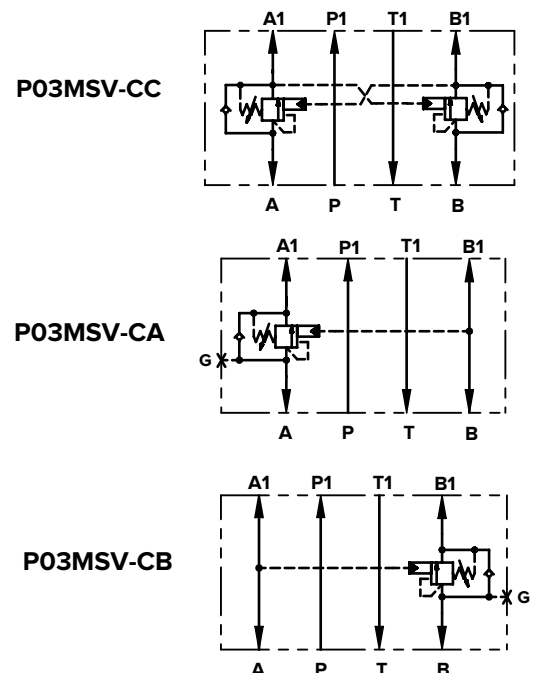 A1 P1 T1 B1
P03MSV-CC
A P T B
A1 P1 T1 B1
P03MSV-CA
G
A P T B
A1 P1 T1 B1
P03MSV-CB
G
A P T B